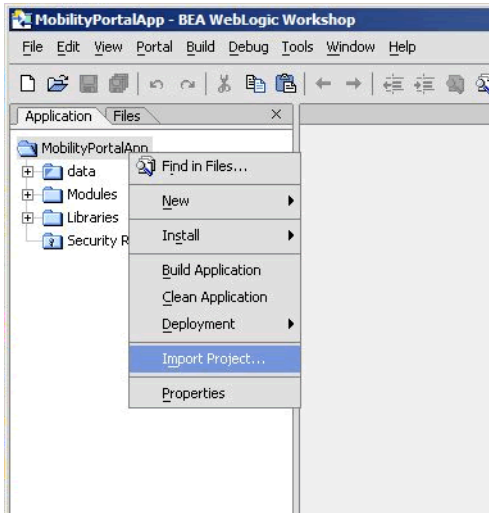 MobilityPortalApp - BEA WebLogic Workshop
File Edit View Portal Build Debug Tools Window Help
Application Files
MobilityPortalApp
data
Modules
Libraries
Security R
Find in Files...
New
Install
Build Application
Clean Application
Deployment
Import Project...
Properties